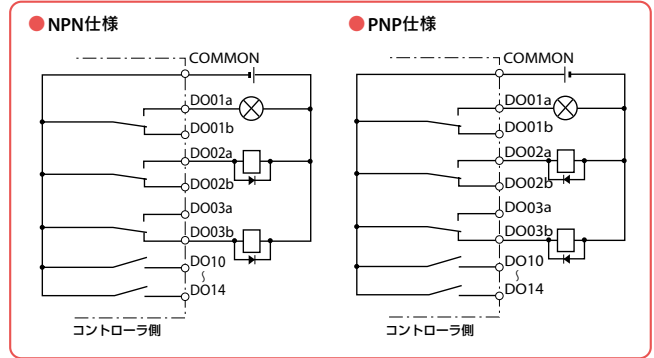 ●NPN仕様
COMMON
DO01a
DO01b
DO02a
DO02b
DO03a
DO03b
DO10
〜
DO14
コントローラ側
●PNP仕様
COMMON
DO01a
DO01b
DO02a
DO02b
DO03a
DO03b
DO10
〜
DO14
コントローラ側